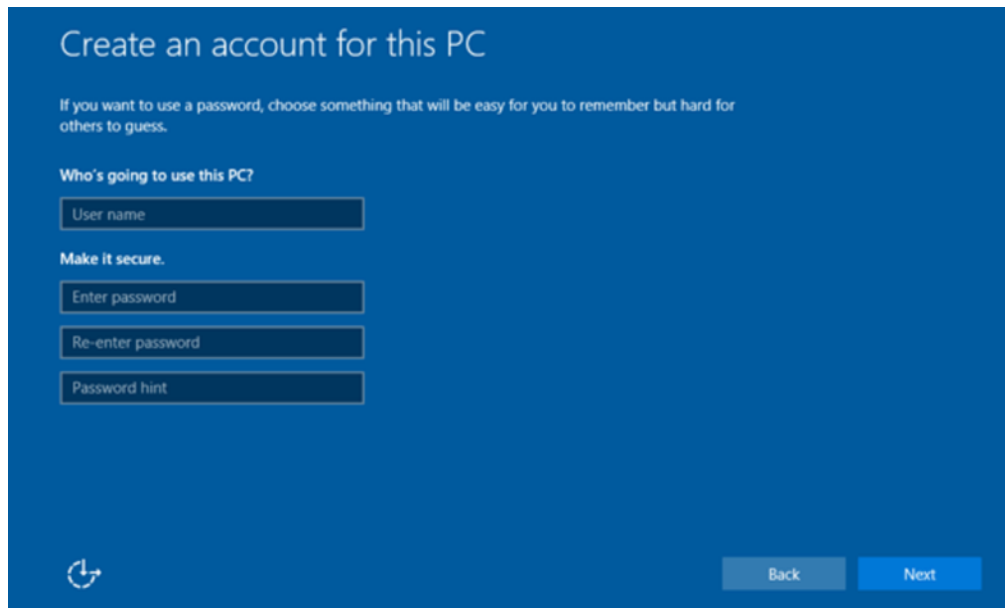 Create an account for this PC
If you want to use a password, choose something that will be easy for you to remember but hard for
others to guess.
Who's going to use this PC?
User name
Make it secure.
Enter password
Re-enter password
Password hint
Back
Next